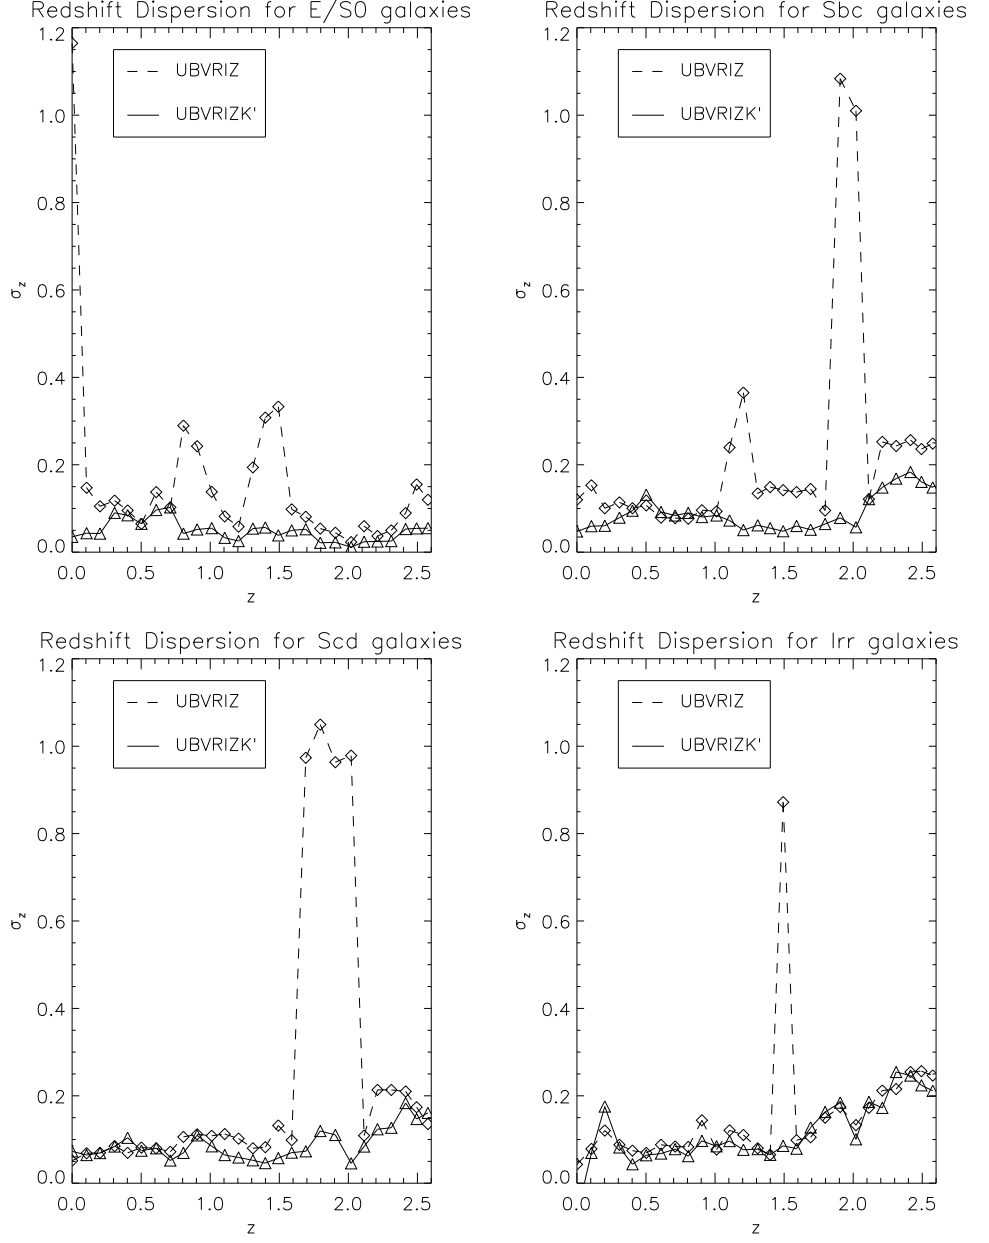 Redshift Dispersion for E/S0 galaxies
1.2
1.0
0.8
0.6
0.4
0.2
0.0
σz
UBVRIZ
UBVRIZK'
0.0 0.5 1.0 1.5 2.0 2.5
z
Redshift Dispersion for Sbc galaxies
1.2
1.0
0.8
0.6
0.4
0.2
0.0
σz
UBVRIZ
UBVRIZK'
0.0 0.5 1.0 1.5 2.0 2.5
z
Redshift Dispersion for Scd galaxies
1.2
1.0
0.8
0.6
0.4
0.2
0.0
σz
UBVRIZ
UBVRIZK'
0.0 0.5 1.0 1.5 2.0 2.5
z
Redshift Dispersion for Irr galaxies
1.2
1.0
0.8
0.6
0.4
0.2
0.0
σz
UBVRIZ
UBVRIZK'
0.0 0.5 1.0 1.5 2.0 2.5
z